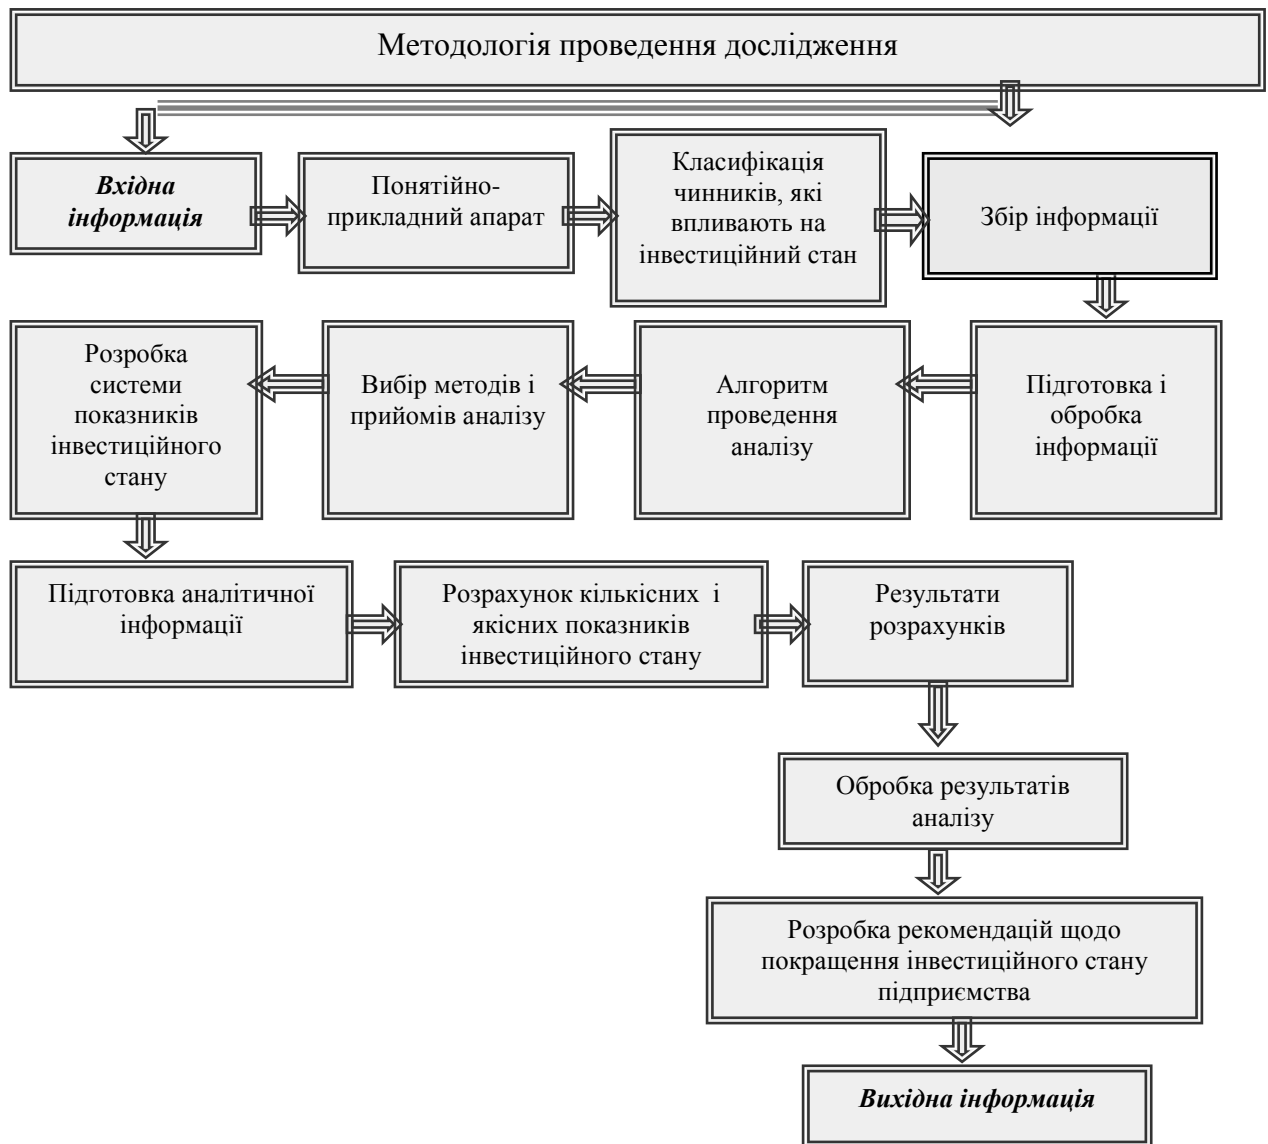 Методологія проведення дослідження
Вхідна
інформація
Понятійно-
прикладний апарат
Класифікація
чинників, які
впливають на
інвестиційний стан
Збір інформації
Розробка
системи
показників
інвестиційного
стану
Вибір методів і
прийомів аналізу
Алгоритм
проведення
аналізу
Підготовка і
обробка
інформації
Підготовка аналітичної
інформації
Розрахунок кількісних і
якісних показників
інвестиційного стану
Результати
розрахунків
Обробка результатів
аналізу
Розробка рекомендацій щодо
покращення інвестиційного стану
підприємства
Вихідна інформація